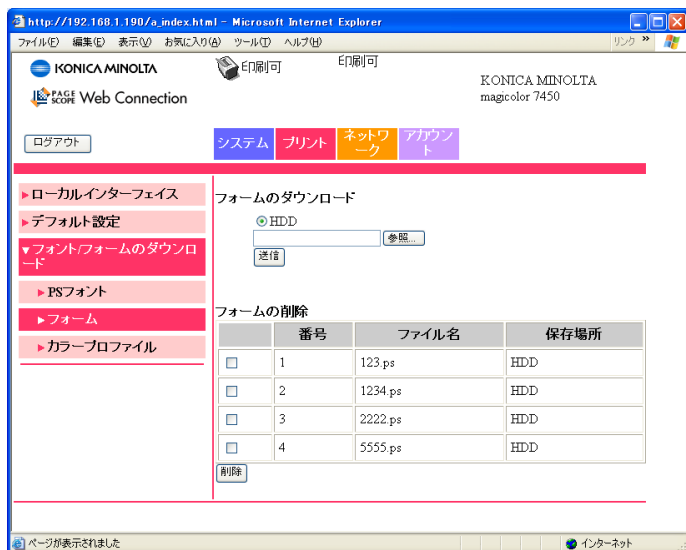 http://192.168.1.190/a_index.html - Microsoft Internet Explorer
ファイル(F) 編集(E) 表示(V) お気に入り(A) ツール(T) ヘルプ(H) リンク »
KONICA MINOLTA 印刷可 印刷可
KONICA MINOLTA
magicolor 7450
PAGE SCOPE Web Connection
ログアウト
システム プリント ネットワーク アカウント
ローカルインターフェイス
デフォルト設定
フォント/フォームのダウンロード
PSフォント
フォーム
カラープロファイル
フォームのダウンロード
HDD
参照...
送信
フォームの削除
番号 ファイル名 保存場所
1 123.ps HDD
2 1234.ps HDD
3 2222.ps HDD
4 5555.ps HDD
削除
ページが表示されました インターネット